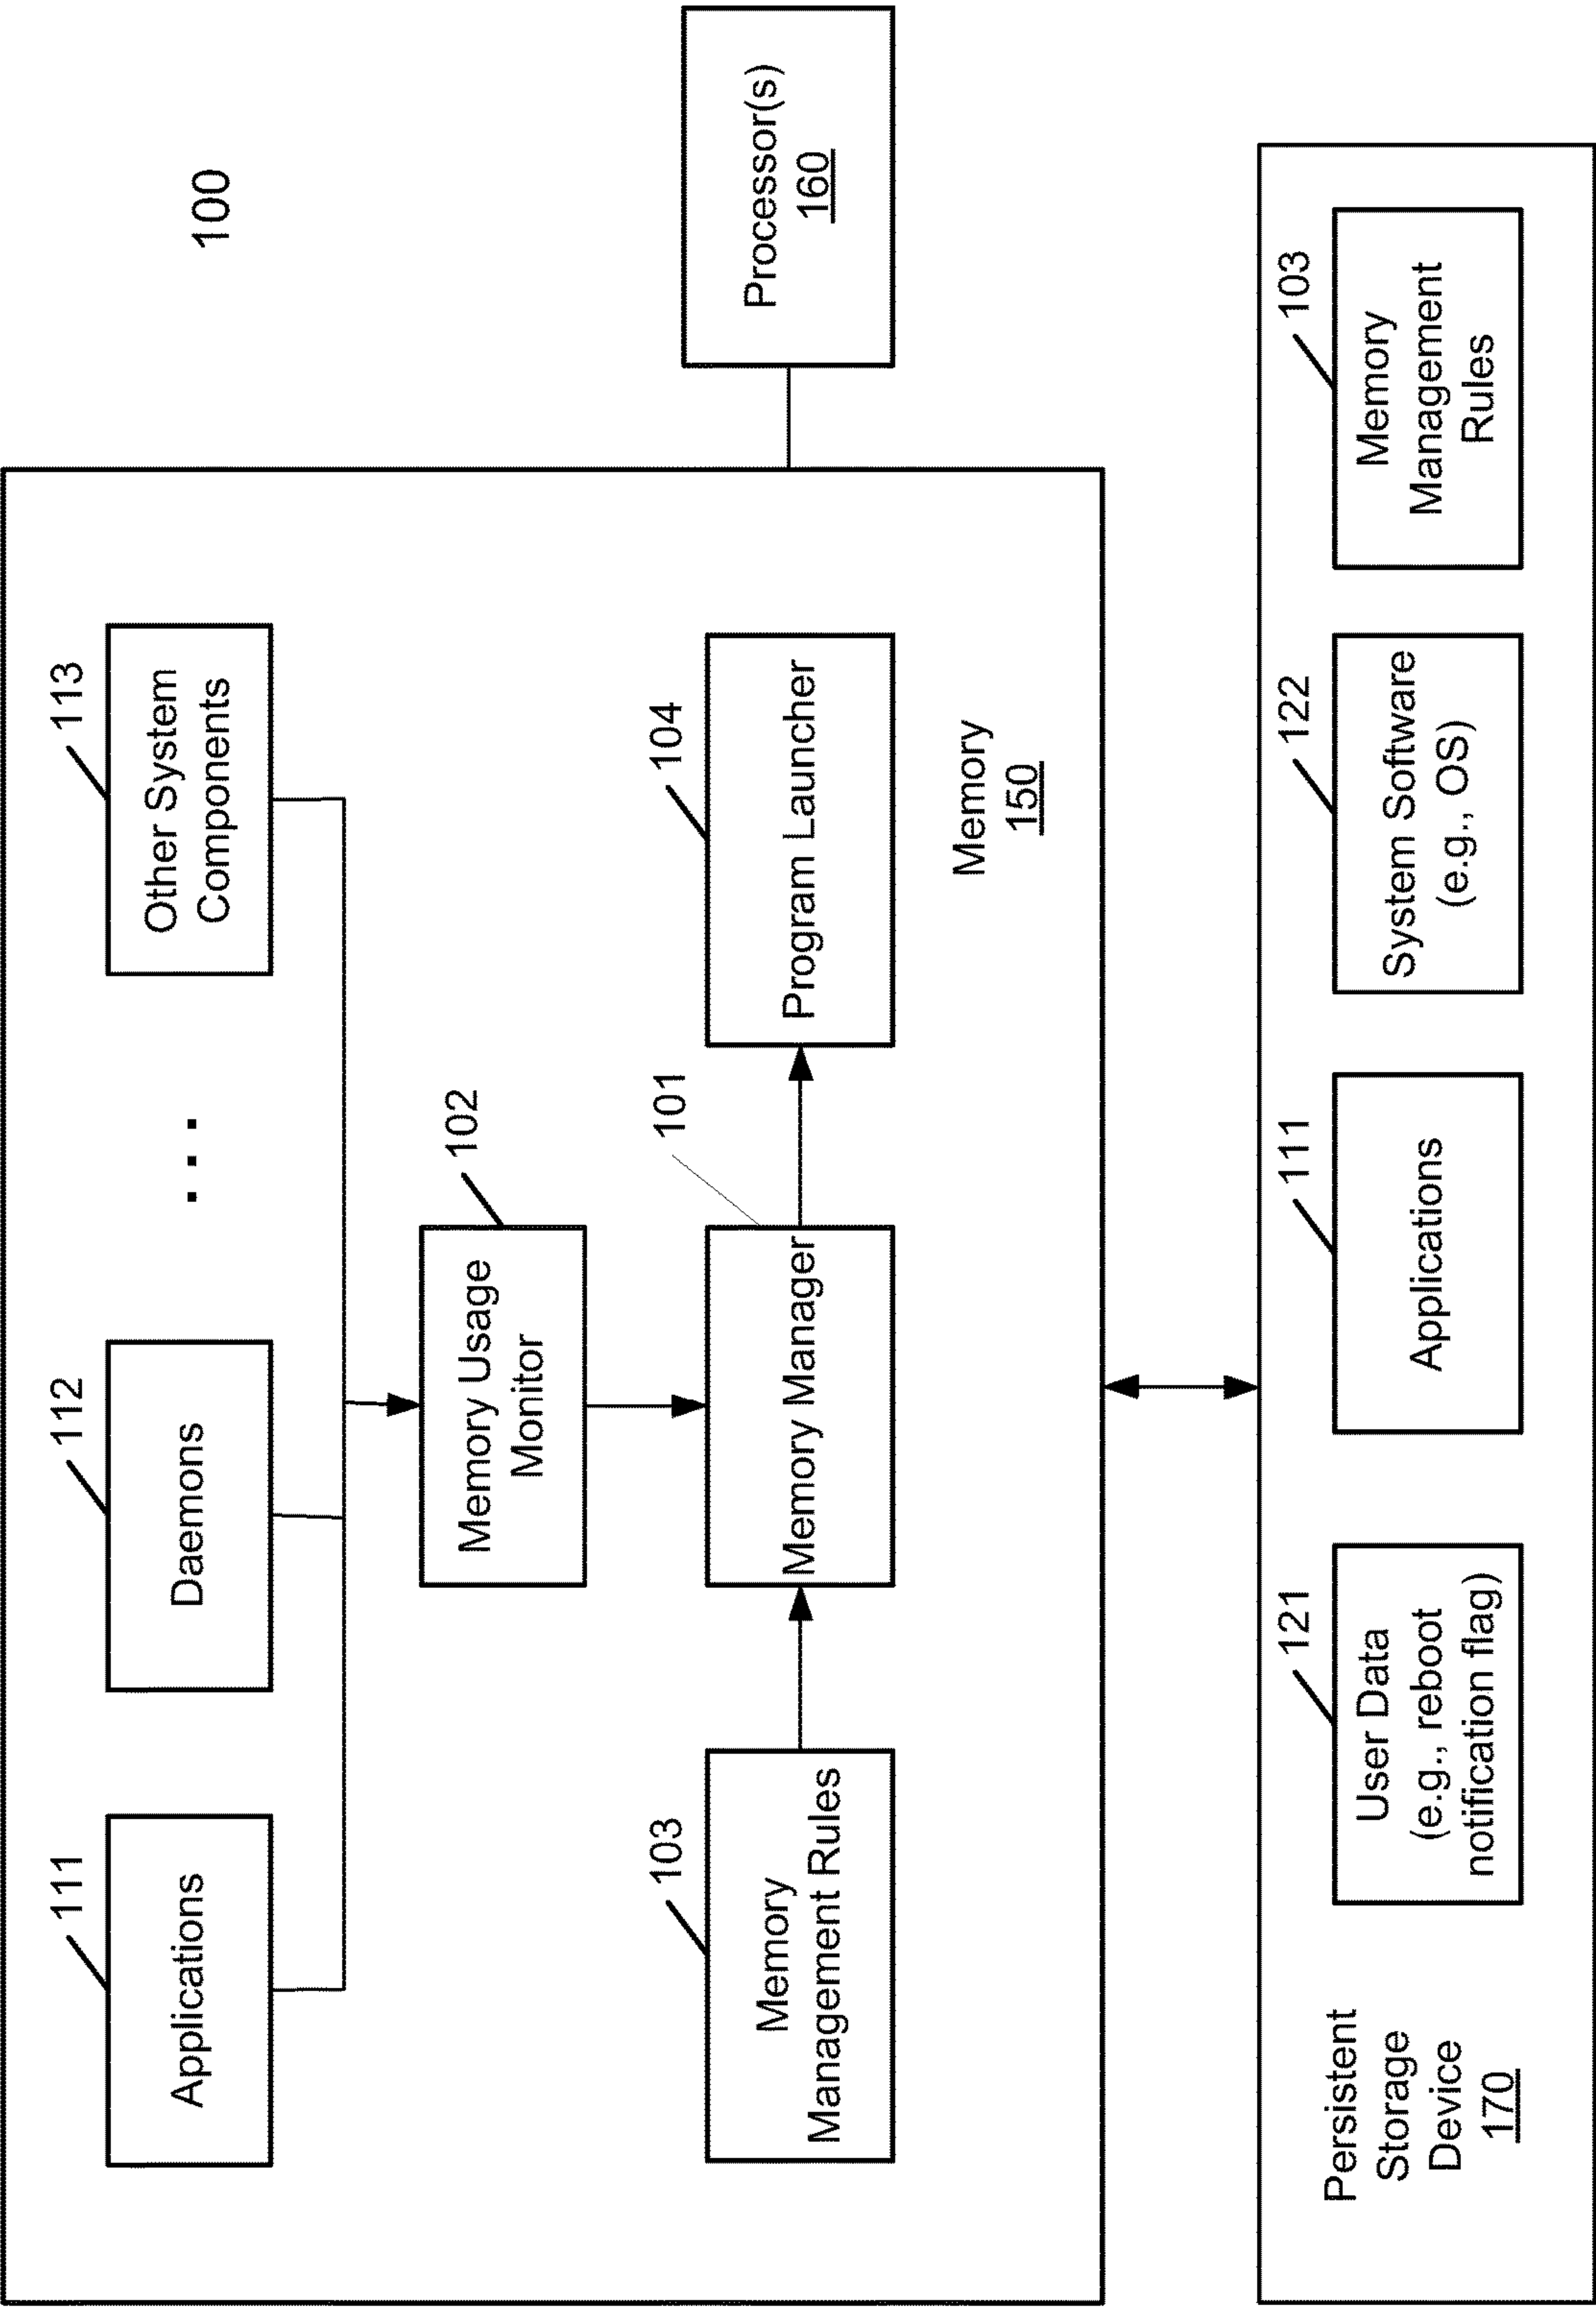 100
111
Applications
112
Daemons
. . .
113
Other System
Components
102
Memory Usage
Monitor
103
Memory
Management Rules
101
Memory Manager
104
Program Launcher
Memory
150
Processor(s)
160
Persistent
Storage
Device
170
121
User Data
(e.g., reboot
notification flag)
111
Applications
122
System Software
(e.g., OS)
103
Memory
Management
Rules